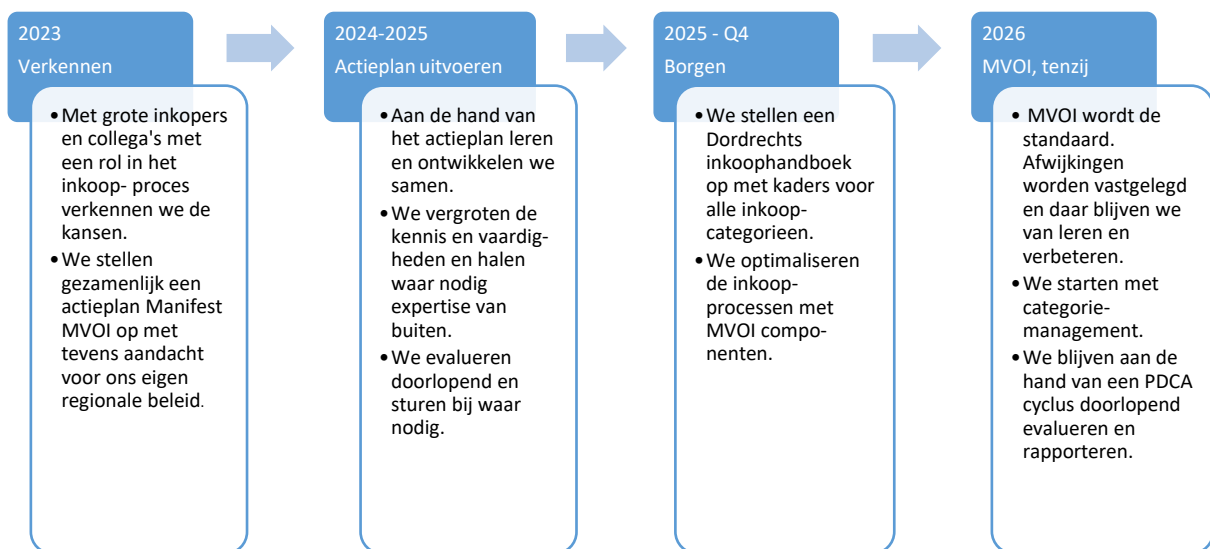 2023
Verkennen
• Met grote inkopers
en collega's met
een rol in het
inkoop- proces
verkennen we de
kansen.
• We stellen
gezamenlijk een
actieplan Manifest
MVOI op met
tevens aandacht
voor ons eigen
regionale beleid.
2024-2025
Actieplan uitvoeren
• Aan de hand van
het actieplan leren
en ontwikkelen we
samen.
• We vergroten de
kennis en vaardig-
heden en halen
waar nodig
expertise van
buiten.
• We evalueren
doorlopend en
sturen bij waar
nodig.
2025 - Q4
Borgen
• We stellen een
Dordrechts
inkoophandboek
op met kaders voor
alle inkoop-
categorieen.
• We optimaliseren
de inkoop-
processen met
MVOI compo-
nenten.
2026
MVOI, tenzij
• MVOI wordt de
standaard.
Afwijkingen
worden vastgelegd
en daar blijven we
van leren en
verbeteren.
• We starten met
categorie-
management.
• We blijven aan de
hand van een PDCA
cyclus doorlopend
evalueren en
rapporteren.